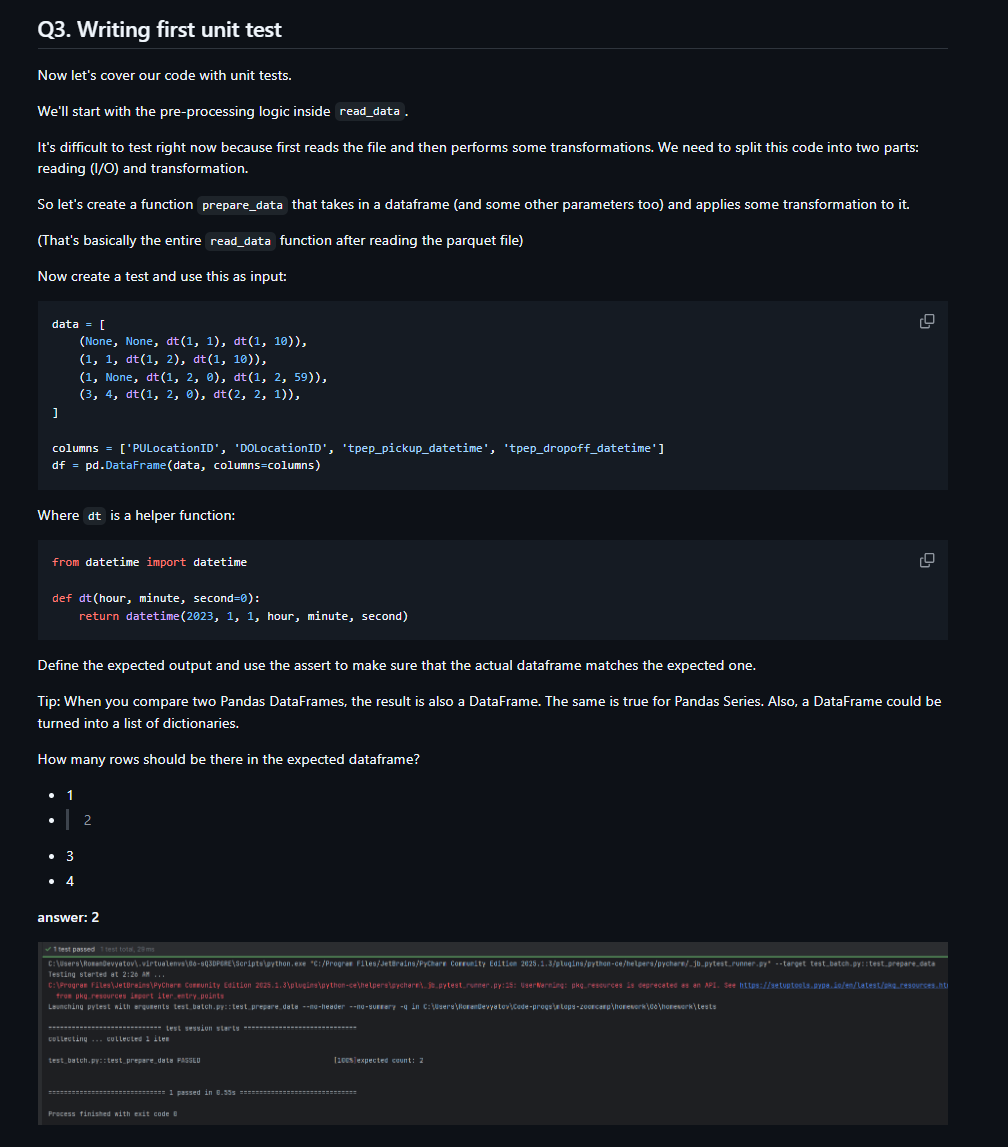 Q3. Writing first unit test
Now let's cover our code with unit tests.
We'll start with the pre-processing logic inside read_data.
It's difficult to test right now because first reads the file and then performs some transformations. We need to split this code into two parts:
reading (I/O) and transformation.
So let's create a function prepare_data that takes in a dataframe (and some other parameters too) and applies some transformation to it.
(That's basically the entire read_data function after reading the parquet file)
Now create a test and use this as input:
data = [
    (None, None, dt(1, 1), dt(1, 10)),
    (1, 1, dt(1, 2), dt(1, 10)),
    (1, None, dt(1, 2, 0), dt(1, 2, 59)),
    (3, 4, dt(1, 2, 0), dt(2, 2, 1)),
]
columns = ['PULocationID', 'DOLocationID', 'tpep_pickup_datetime', 'tpep_dropoff_datetime']
df = pd.DataFrame(data, columns=columns)
Where dt is a helper function:
from datetime import datetime
def dt(hour, minute, second=0):
    return datetime(2023, 1, 1, hour, minute, second)
Define the expected output and use the assert to make sure that the actual dataframe matches the expected one.
Tip: When you compare two Pandas DataFrames, the result is also a DataFrame. The same is true for Pandas Series. Also, a DataFrame could be
turned into a list of dictionaries.
How many rows should be there in the expected dataframe?
1
2
3
4
answer: 2
1 test passed 1 test total, 29 ms
C:\Users\RomanDevyatov\.virtualenvs\06-sQ3DPGRE\Scripts\python.exe "C:/Program Files/JetBrains/PyCharm Community Edition 2025.1.3/plugins/python-ce/helpers/pycharm/_jb_pytest_runner.py" --target test_batch.py::test_prepare_data
Testing started at 2:26 AM ...
C:\Program Files\JetBrains\PyCharm Community Edition 2025.1.3\plugins\python-ce\helpers\pycharm\_jb_pytest_runner.py:15: UserWarning: pkg_resources is deprecated as an API. See https://setuptools.pypa.io/en/latest/pkg_resources.ht
from pkg_resources import iter_entry_points
Launching pytest with arguments test_batch.py::test_prepare_data --no-header --no-summary -q in C:\Users\RomanDevyatov\Code-progs\mlops-zoomcamp\homework\06\homework\tests
============================= test session starts =============================
collecting ... collected 1 item
test_batch.py::test_prepare_data PASSED [100%]expected count: 2
============================== 1 passed in 0.55s ==============================
Process finished with exit code 0